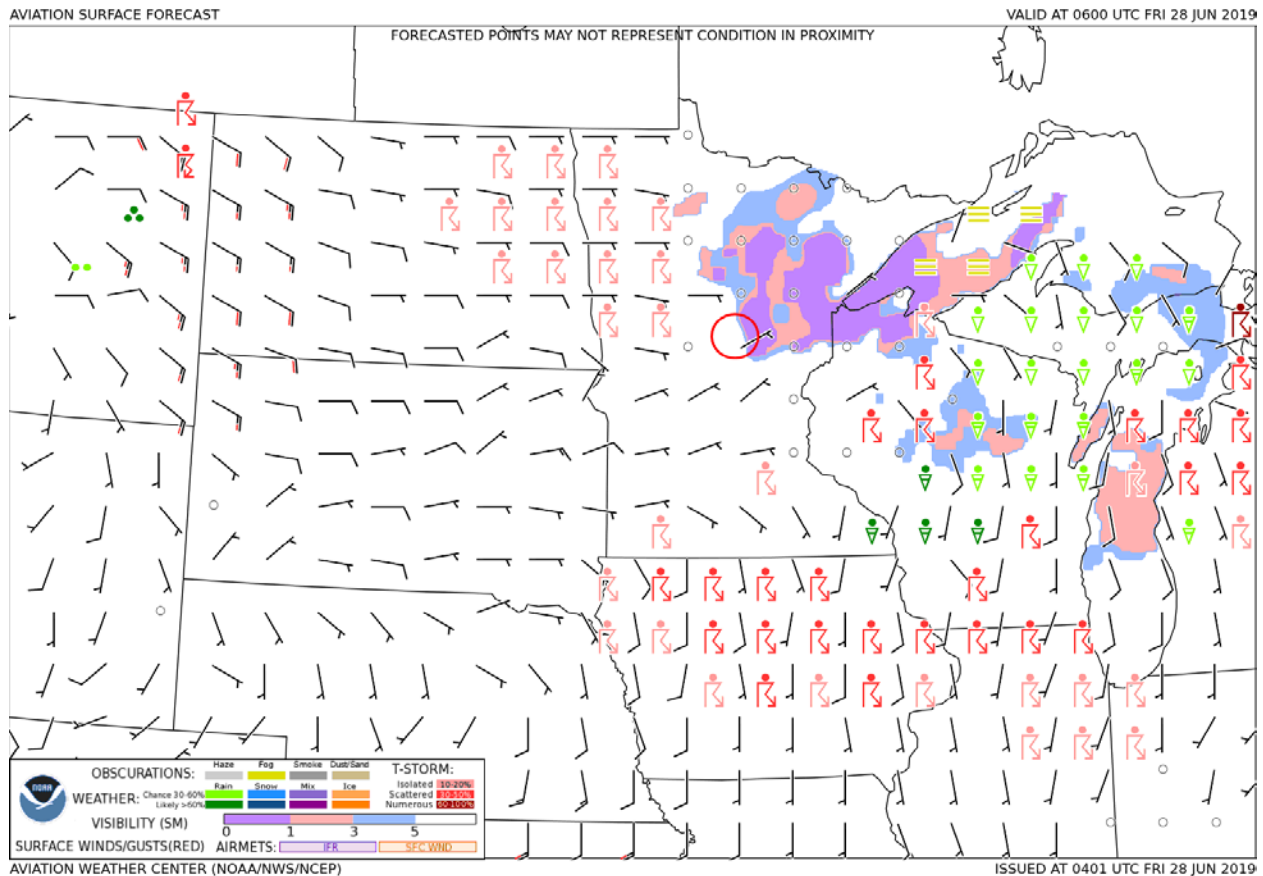 AVIATION SURFACE FORECAST
VALID AT 0600 UTC FRI 28 JUN 2019
FORECASTED POINTS MAY NOT REPRESENT CONDITION IN PROXIMITY
NOAA
OBSCURATIONS:
Haze Fog Smoke Dust/Sand
WEATHER:
Rain Snow Mix Ice
Chance 30-60%
Likely >60%
T-STORM:
Isolated 10-20%
Scattered 30-50%
Numerous 60-100%
VISIBILITY (SM)
0 1 3 5
SURFACE WINDS/GUSTS(RED) AIRMETS: IFR SFC WND
AVIATION WEATHER CENTER (NOAA/NWS/NCEP)
ISSUED AT 0401 UTC FRI 28 JUN 2019